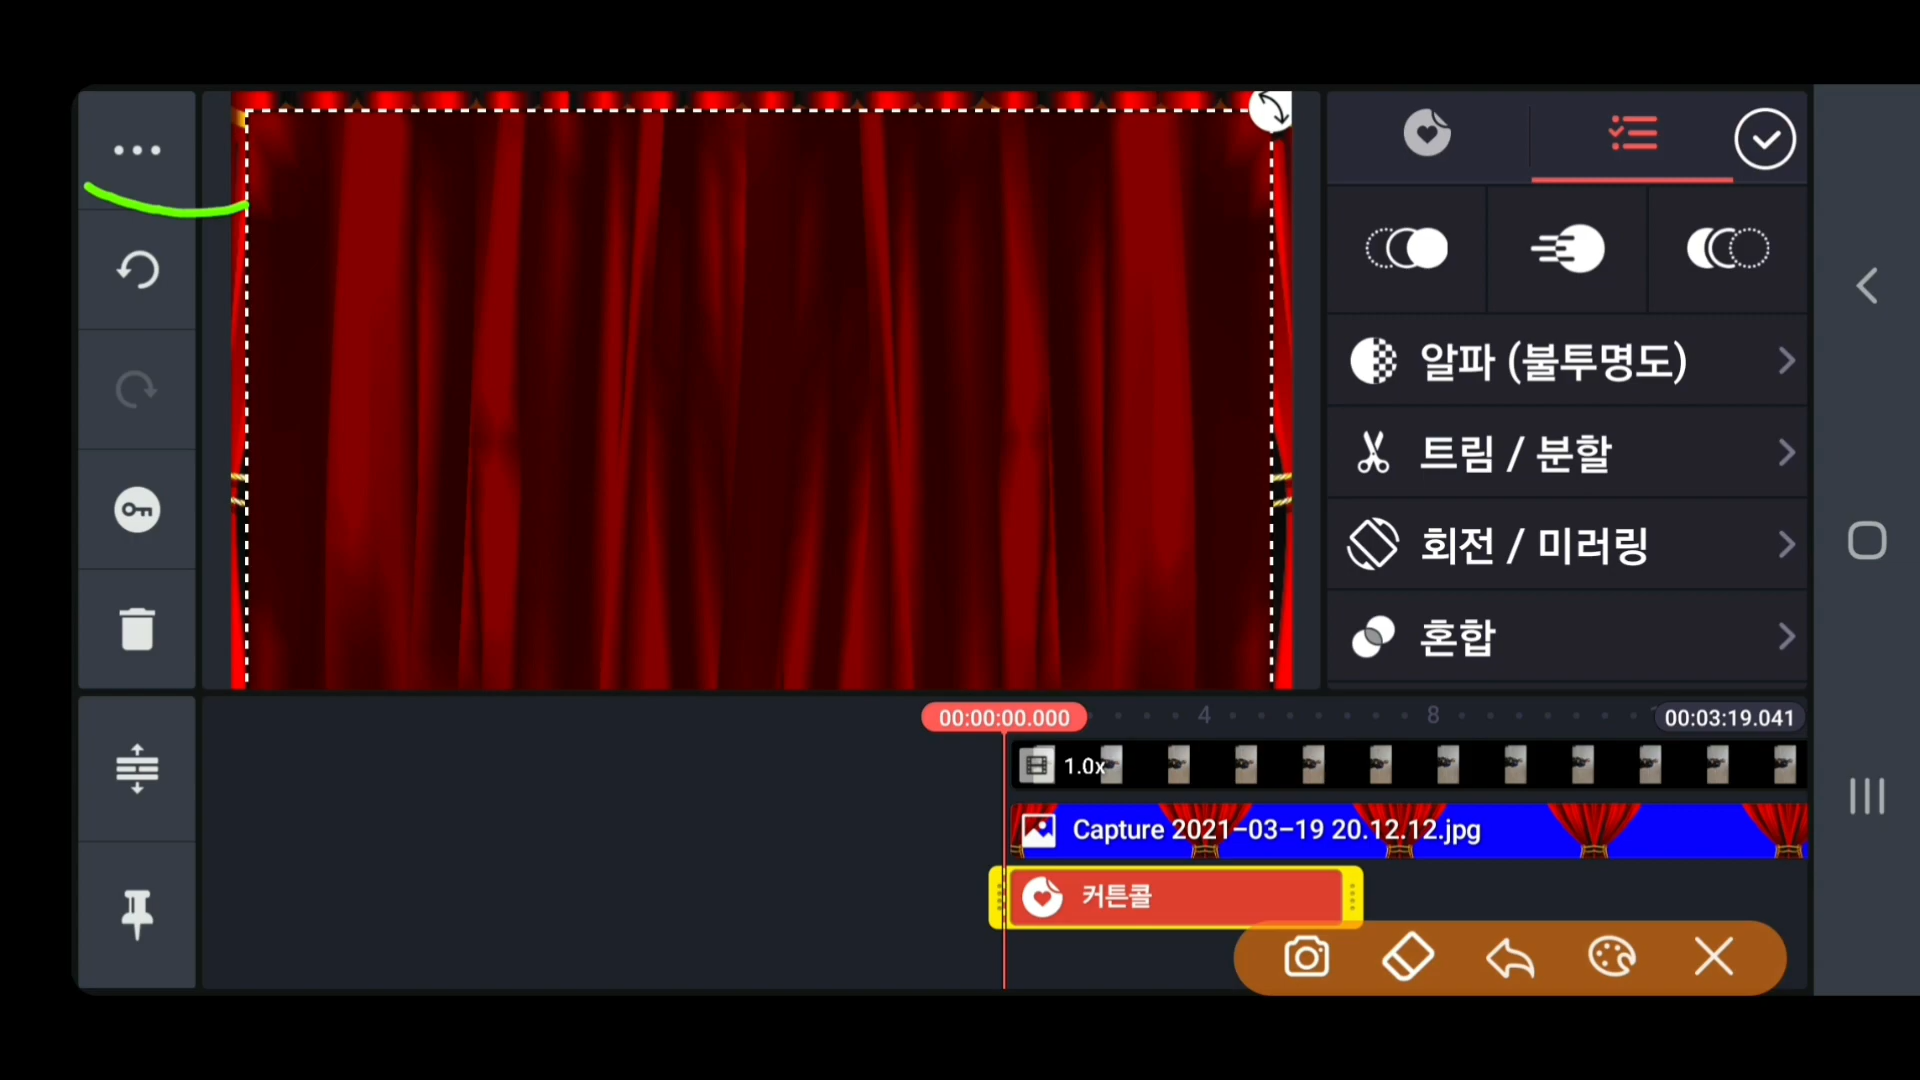 알파 (불투명도)
트림 / 분할
회전 / 미러링
혼합
00:00:00.000
4
8
00:03:19.041
1.0x
Capture 2021-03-19 20.12.12.jpg
커튼콜